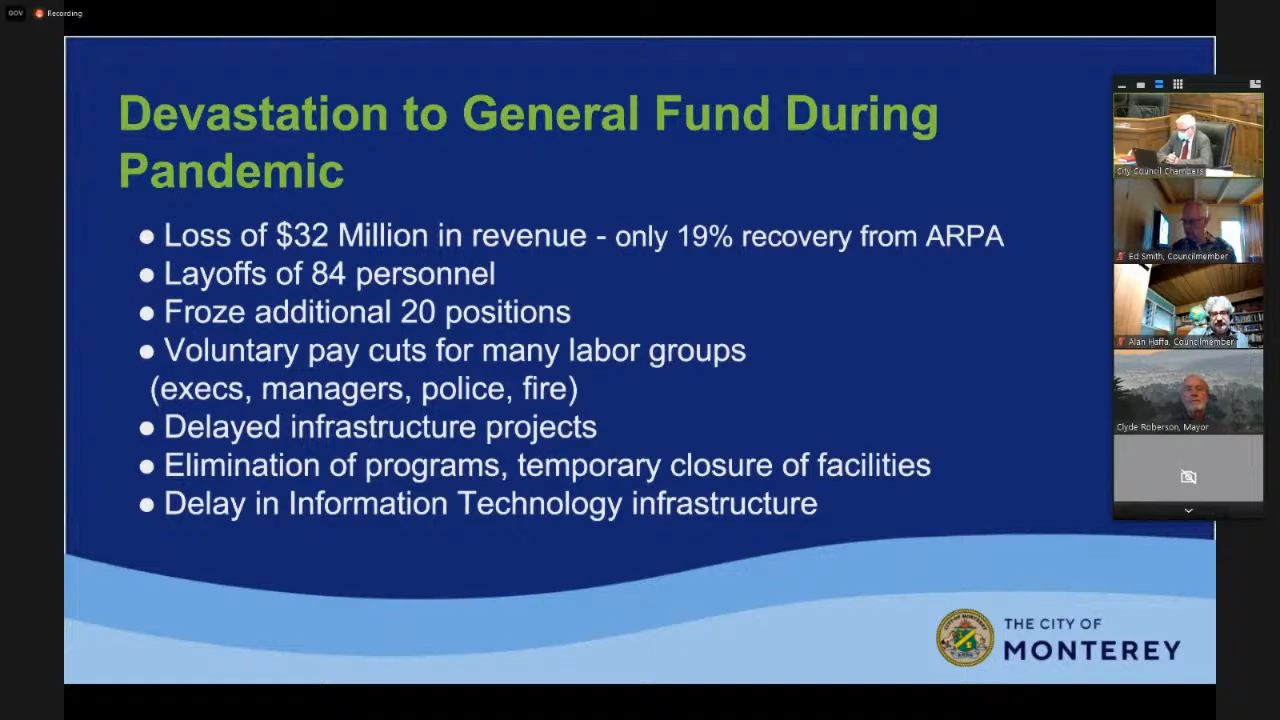 GOV
Recording
Devastation to General Fund During
Pandemic
● Loss of $32 Million in revenue - only 19% recovery from ARPA
● Layoffs of 84 personnel
● Froze additional 20 positions
● Voluntary pay cuts for many labor groups
(execs, managers, police, fire)
● Delayed infrastructure projects
● Elimination of programs, temporary closure of facilities
● Delay in Information Technology infrastructure
City Council Chambers
Ed Smith, Councilmember
Alan Haffa, Councilmember
Clyde Roberson, Mayor
THE CITY OF
MONTEREY